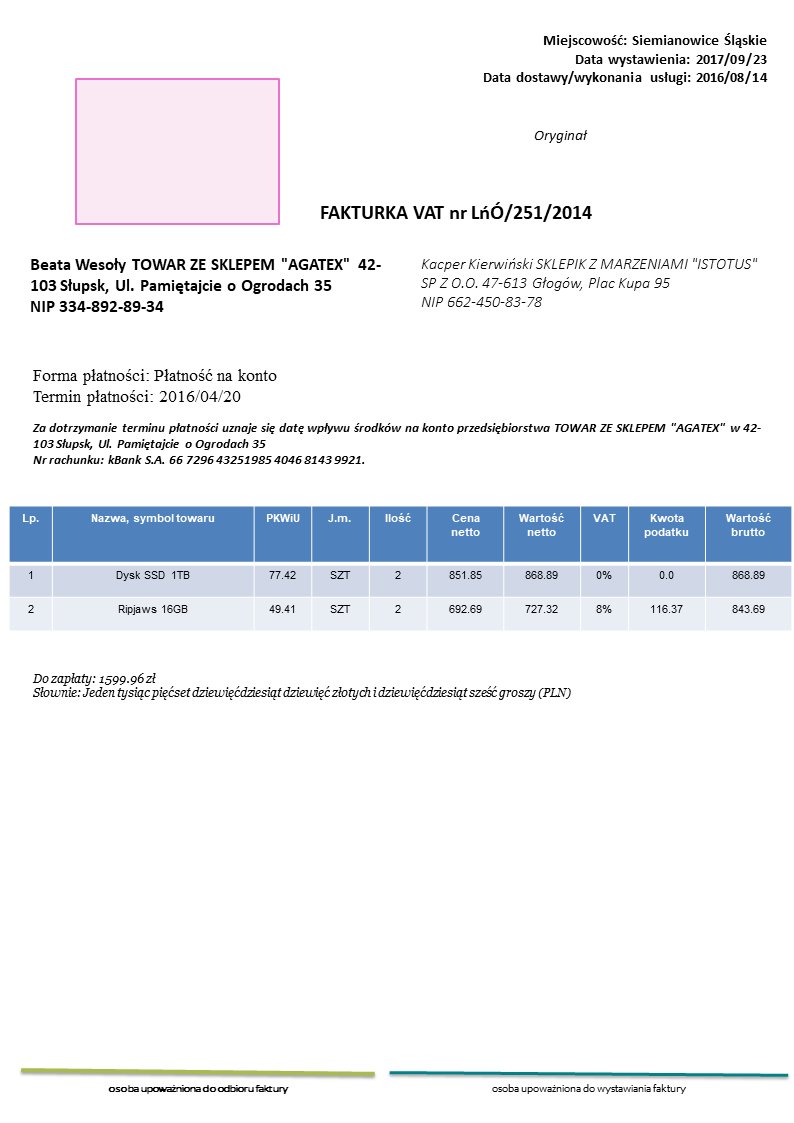 Miejscowość: Siemianowice Śląskie
Data wystawienia: 2017/09/23
Data dostawy/wykonania usługi: 2016/08/14
Oryginał
FAKTURKA VAT nr LńÓ/251/2014
Beata Wesoły TOWAR ZE SKLEPEM "AGATEX" 42-
103 Słupsk, Ul. Pamiętajcie o Ogrodach 35
NIP 334-892-89-34
Kacper Kierwiński SKLEPIK Z MARZENIAMI "ISTOTUS"
SP Z O.O. 47-613 Głogów, Plac Kupa 95
NIP 662-450-83-78
Forma płatności: Płatność na konto
Termin płatności: 2016/04/20
Za dotrzymanie terminu płatności uznaje się datę wpływu środków na konto przedsiębiorstwa TOWAR ZE SKLEPEM "AGATEX" w 42-
103 Słupsk, Ul. Pamiętajcie o Ogrodach 35
Nr rachunku: kBank S.A. 66 7296 43251985 4046 8143 9921.
Lp. Nazwa, symbol towaru PKWiU J.m. Ilość Cena netto Wartość netto VAT Kwota podatku Wartość brutto
1 Dysk SSD 1TB 77.42 SZT 2 851.85 868.89 0% 0.0 868.89
2 Ripjaws 16GB 49.41 SZT 2 692.69 727.32 8% 116.37 843.69
Do zapłaty: 1599.96 zł
Słownie: Jeden tysiąc pięćset dziewięćdziesiąt dziewięć złotych i dziewięćdziesiąt sześć groszy (PLN)
osoba upoważniona do odbioru faktury
osoba upoważniona do wystawiania faktury